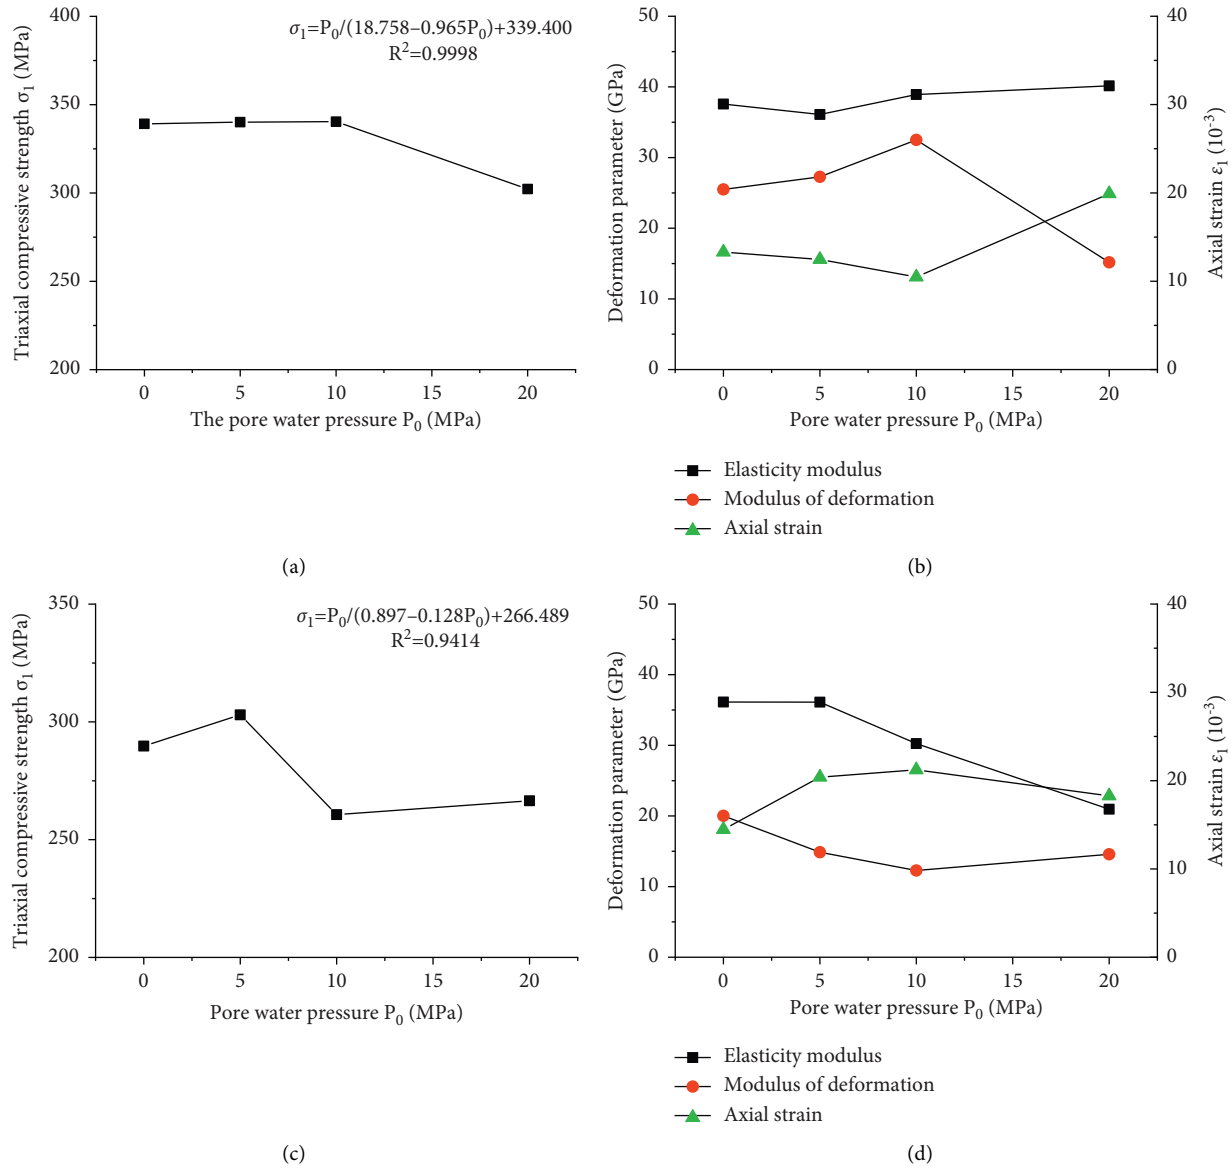 σ₁=P₀/(18.758–0.965P₀)+339.400
R²=0.9998
Triaxial compressive strength σ₁ (MPa)
400
350
300
250
200
0 5 10 15 20
The pore water pressure P₀ (MPa)
(a)
Deformation parameter (GPa)
50
40
30
20
10
0
Axial strain ε₁ (10⁻³)
40
30
20
10
0
0 5 10 15 20
Pore water pressure P₀ (MPa)
Elasticity modulus
Modulus of deformation
Axial strain
(b)
σ₁=P₀/(0.897–0.128P₀)+266.489
R²=0.9414
Triaxial compressive strength σ₁ (MPa)
350
300
250
200
0 5 10 15 20
Pore water pressure P₀ (MPa)
(c)
Deformation parameter (GPa)
50
40
30
20
10
0
Axial strain ε₁ (10⁻³)
40
30
20
10
0
0 5 10 15 20
Pore water pressure P₀ (MPa)
Elasticity modulus
Modulus of deformation
Axial strain
(d)